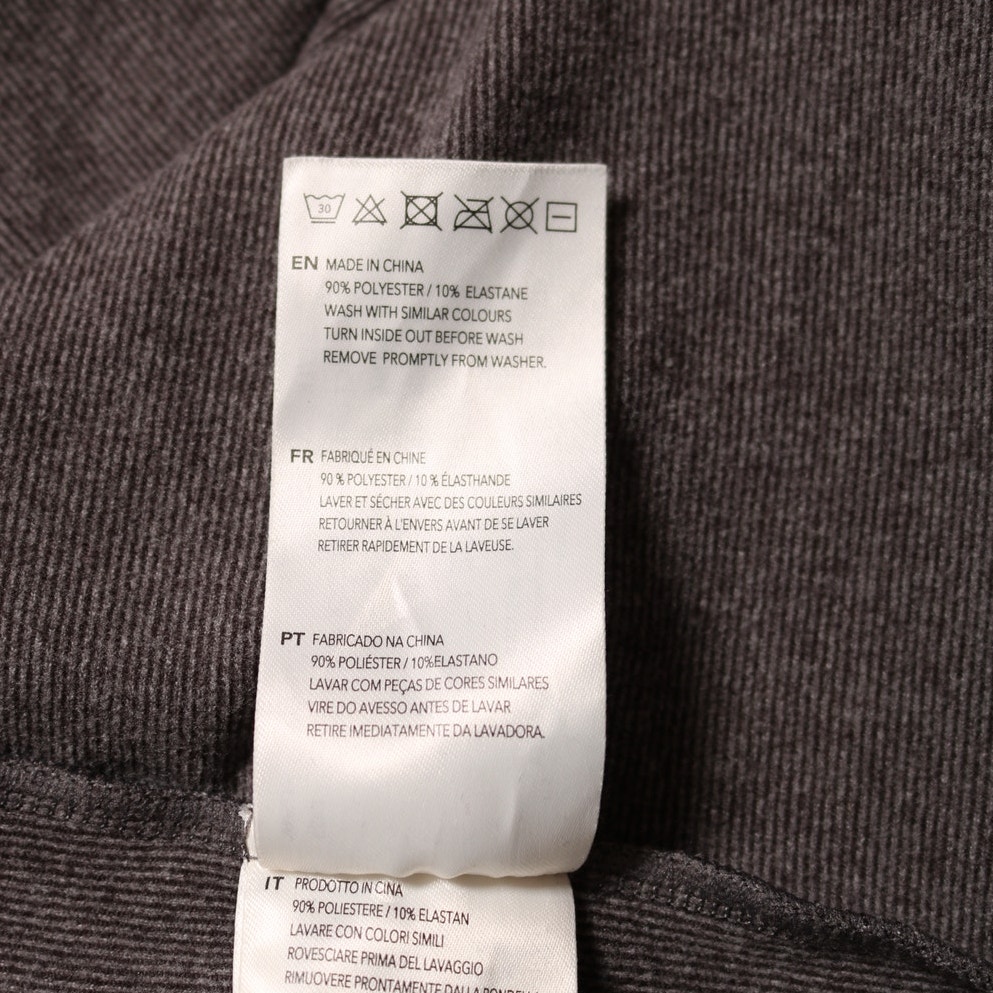 30
EN MADE IN CHINA
90% POLYESTER / 10% ELASTANE
WASH WITH SIMILAR COLOURS
TURN INSIDE OUT BEFORE WASH
REMOVE PROMPTLY FROM WASHER.
FR FABRIQUÉ EN CHINE
90 % POLYESTER / 10 % ÉLASTHANDE
LAVER ET SÉCHER AVEC DES COULEURS SIMILAIRES
RETOURNER À L'ENVERS AVANT DE SE LAVER
RETIRER RAPIDEMENT DE LA LAVEUSE.
PT FABRICADO NA CHINA
90% POLIÉSTER / 10%ELASTANO
LAVAR COM PEÇAS DE CORES SIMILARES
VIRE DO AVESSO ANTES DE LAVAR
RETIRE IMEDIATAMENTE DA LAVADORA.
IT PRODOTTO IN CINA
90% POLIESTERE / 10% ELASTAN
LAVARE CON COLORI SIMILI
ROVESCIARE PRIMA DEL LAVAGGIO
RIMUOVERE PRONTAMENTE DALLA